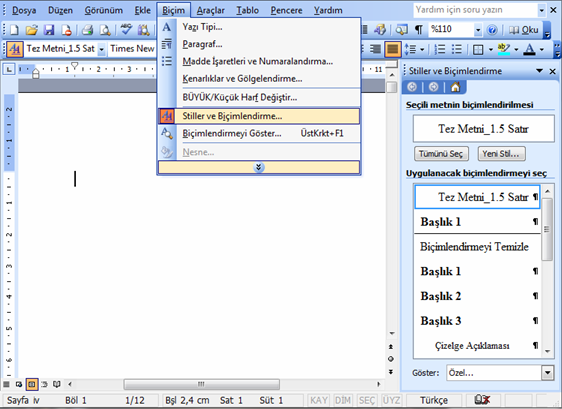 Dosya Düzen Görünüm Ekle Biçim Araçlar Tablo Pencere Yardım Yardım için soru yazın
%110 Oku
Tez Metni_1.5 Satır Times New
Yazı Tipi...
Paragraf...
Madde İşaretleri ve Numaralandırma...
Kenarlıklar ve Gölgelendirme...
BÜYÜK/Küçük Harf Değiştir...
Stiller ve Biçimlendirme...
Biçimlendirmeyi Göster... ÜstKrkt+F1
Nesne...
Stiller ve Biçimlendirme
Seçili metnin biçimlendirilmesi
Tez Metni_1.5 Satır
Tümünü Seç Yeni Stil...
Uygulanacak biçimlendirmeyi seç
Tez Metni_1.5 Satır ¶
Başlık 1 ¶
Biçimlendirmeyi Temizle
Başlık 1 ¶
Başlık 2 ¶
Başlık 3 ¶
Çizelge Açıklaması ¶
Göster: Özel...
Sayfa iv Böl 1 1/12 Bşl 2,4 cm Sat 1 Süt 1 KAY DİM SEÇ ÜYZ Türkçe